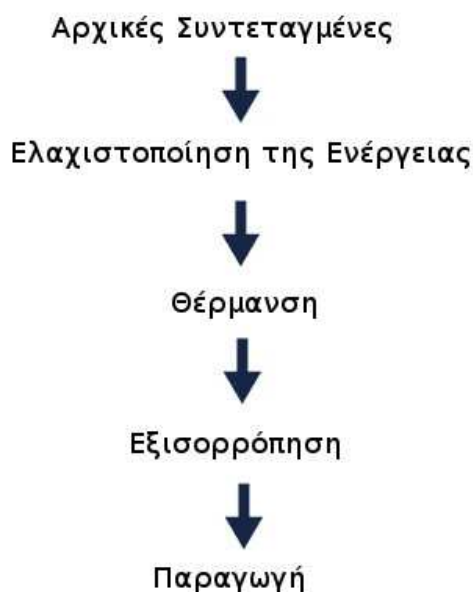 Αρχικές Συντεταγμένες
Ελαχιστοποίηση της Ενέργειας
Θέρμανση
Εξισορρόπηση
Παραγωγή